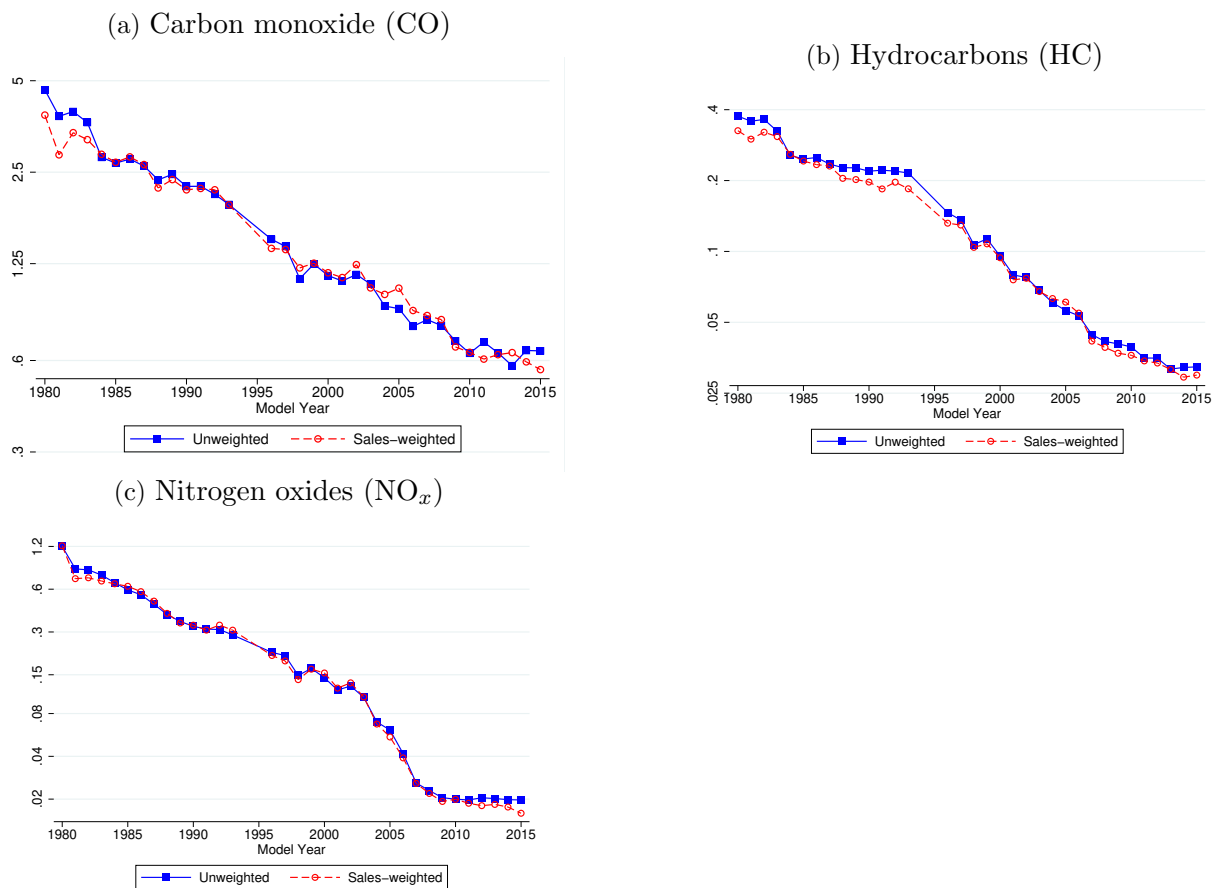 (a) Carbon monoxide (CO)
5
2.5
1.25
.6
.3
1980 1985 1990 1995 2000 2005 2010 2015
Model Year
Unweighted Sales-weighted
(b) Hydrocarbons (HC)
.4
.2
.1
.05
.025
1980 1985 1990 1995 2000 2005 2010 2015
Model Year
Unweighted Sales-weighted
(c) Nitrogen oxides (NOx)
1.2
.6
.3
.15
.08
.04
.02
1980 1985 1990 1995 2000 2005 2010 2015
Model Year
Unweighted Sales-weighted